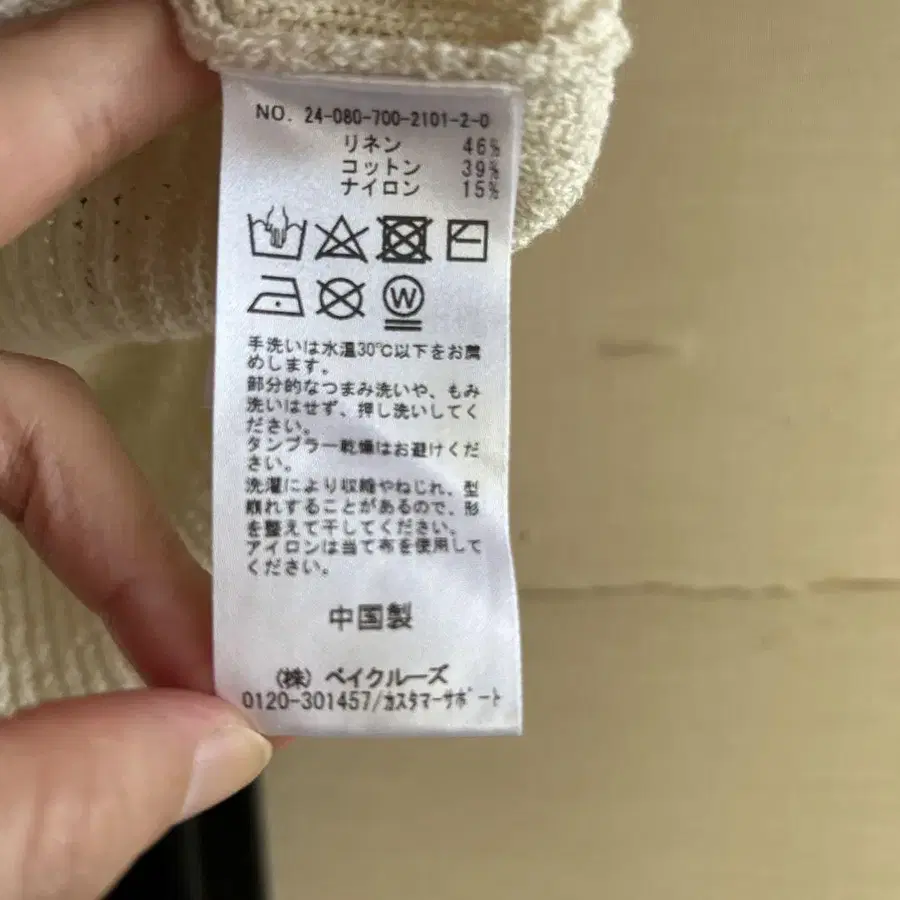 NO. 24-080-700-2101-2-0
リネン 46%
コットン 39%
ナイロン 15%
W
手洗いは水温30℃以下をお薦
めします。
部分的なつまみ洗いや、もみ
洗いはせず、押し洗いしてく
ださい。
タンブラー乾燥はお避けくだ
さい。
洗濯により収縮やねじれ、型
崩れすることがあるので、形
を整えて干してください。
アイロンは当て布を使用して
ください。
中国製
(株) ベイクルーズ
0120-301457/カスタマーサポート